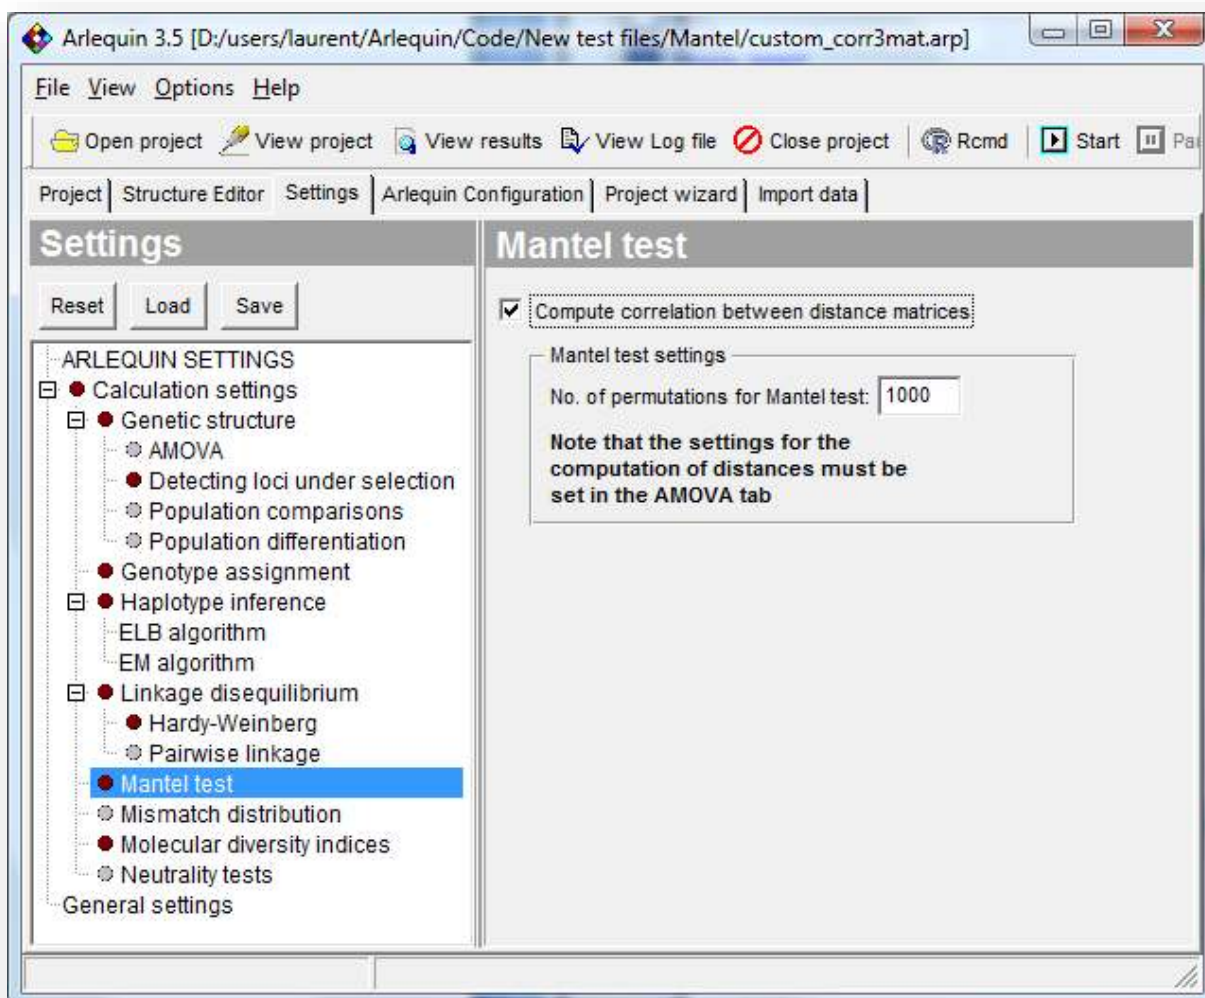 Arlequin 3.5 [D:/users/laurent/Arlequin/Code/New test files/Mantel/custom_corr3mat.arp]
File View Options Help
Open project View project View results View Log file Close project Rcmd Start Pa
Project Structure Editor Settings Arlequin Configuration Project wizard Import data
Settings
Reset Load Save
ARLEQUIN SETTINGS
Calculation settings
Genetic structure
AMOVA
Detecting loci under selection
Population comparisons
Population differentiation
Genotype assignment
Haplotype inference
ELB algorithm
EM algorithm
Linkage disequilibrium
Hardy-Weinberg
Pairwise linkage
Mantel test
Mismatch distribution
Molecular diversity indices
Neutrality tests
General settings
Mantel test
Compute correlation between distance matrices
Mantel test settings
No. of permutations for Mantel test: 1000
Note that the settings for the
computation of distances must be
set in the AMOVA tab